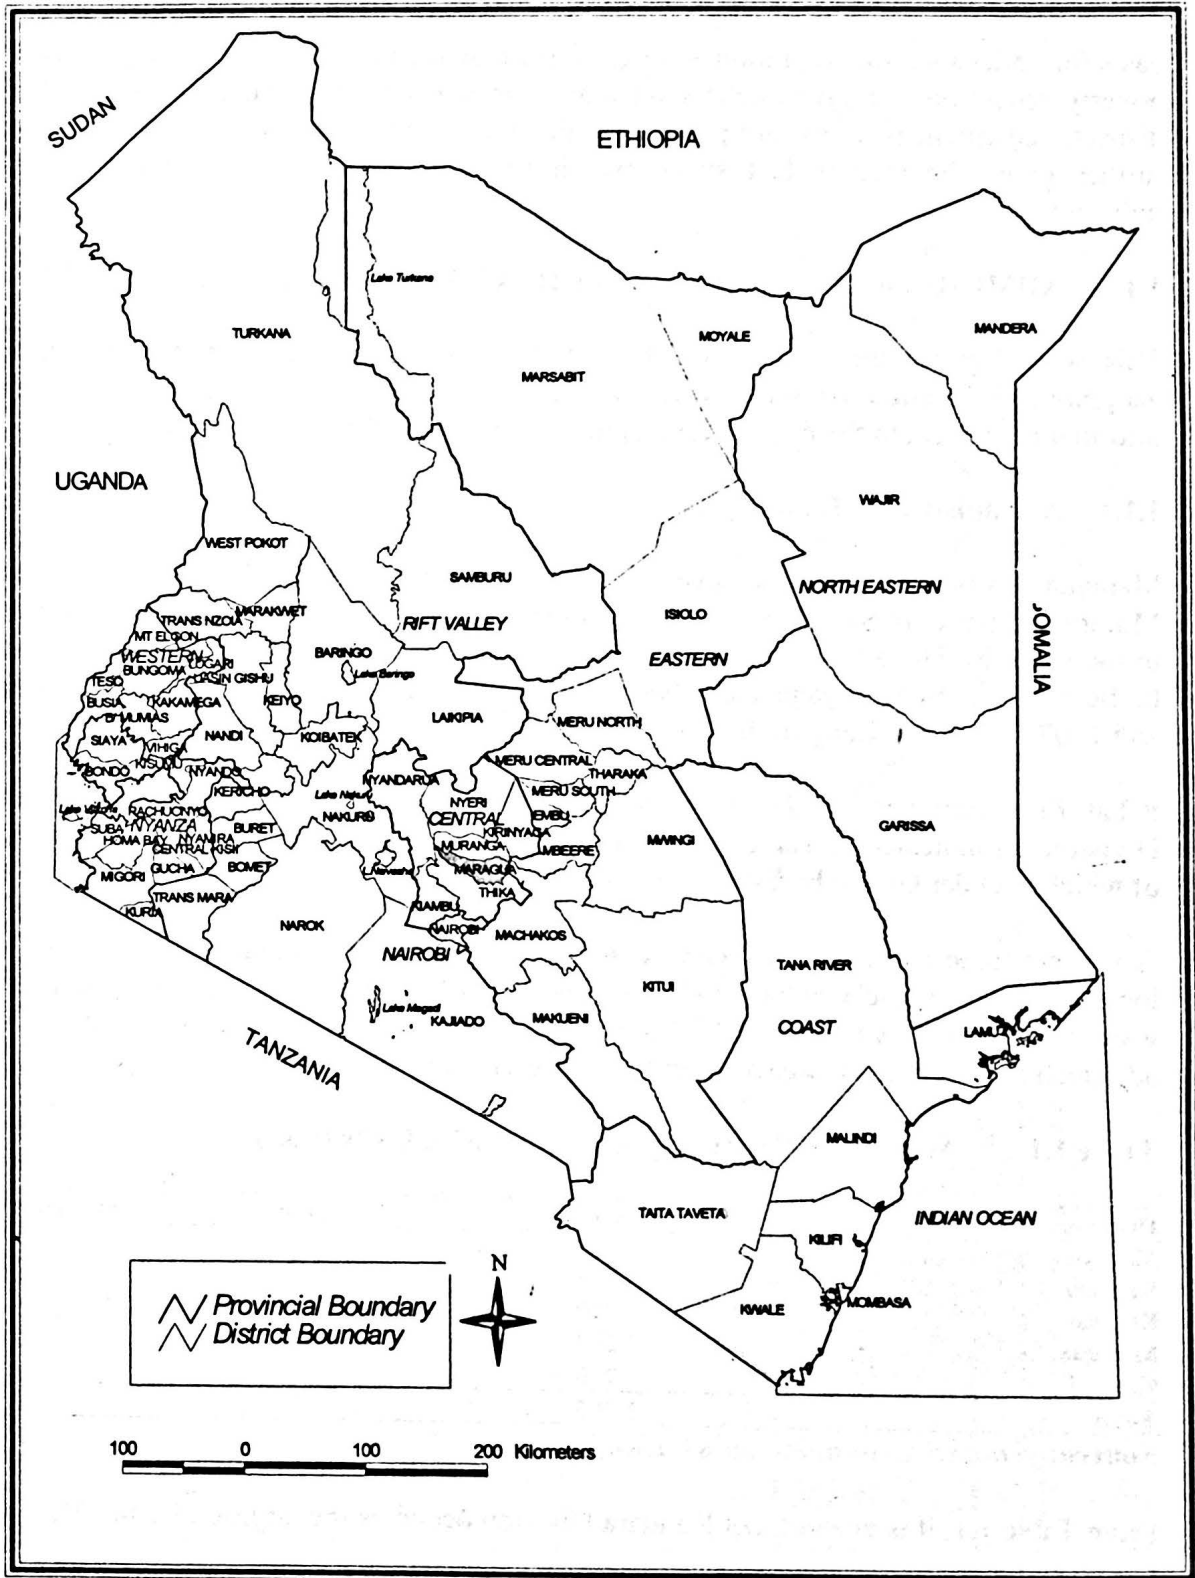 SUDAN
ETHIOPIA
Lake Turkana
TURKANA
MOYALE
MANDERA
MARSABIT
UGANDA
WAJIR
WEST POKOT
SAMBURU
NORTH EASTERN
MARAKWET
TRANS NZOIA
RIFT VALLEY
ISIOLO
OMALIA
MT ELGON
WESTERN
LUGARI
BARINGO
EASTERN
BUNGOMA
UASIN GISHU
Lake Baringo
TESO
BUSIA
KAKAMEGA
KEIYO
B/MUMIAS
LAIKIPIA
MERU NORTH
SIAYA
VIHIGA
NANDI
KOIBATEK
KISUMU
MERU CENTRAL
BONDO
NYANDO
NYANDARUA
THARAKA
KERICHO
Lake Nakuru
MERU SOUTH
Lake Victoria
RACHUONYO
NAKURU
NYERI
CENTRAL
EMBU
GARISSA
SUBA
NYANZA
BURET
KIRINYAGA
MWINGI
HOMA BAY
NYAMIRA
MURANGA
MBEERE
CENTRAL KISII
GUCHA
BOMET
L.Naivasha
MARAGUA
MIGORI
TRANS MARA
KIAMBU
THIKA
KURIA
NAROK
NAIROBI
MACHAKOS
NAIROBI
TANA RIVER
KITUI
Lake Magadi
KAJIADO
MAKUENI
COAST
LAMU
TANZANIA
MALINDI
TAITA TAVETA
INDIAN OCEAN
KILIFI
N
KWALE
MOMBASA
Provincial Boundary
District Boundary
100 0 100 200 Kilometers